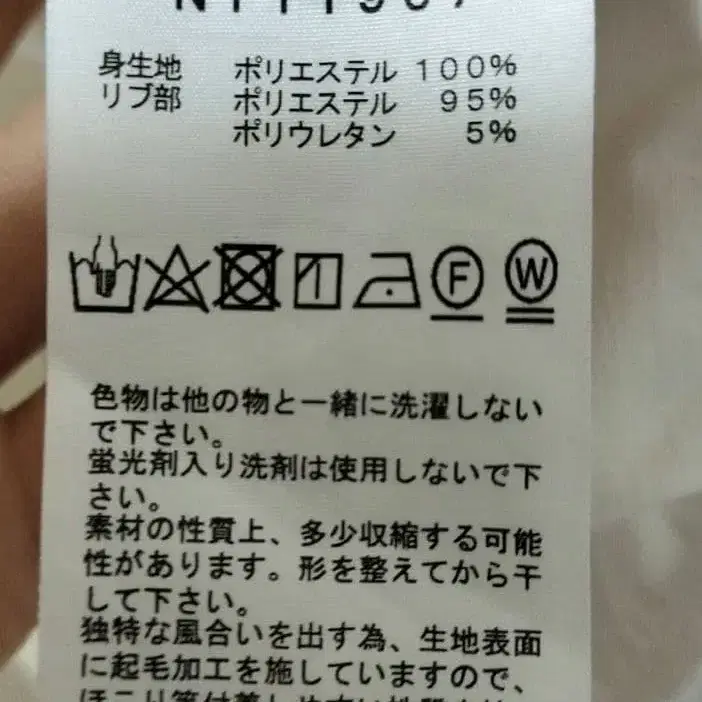 身生地 ポリエステル 100%
リブ部 ポリエステル 95%
ポリウレタン 5%
F W
色物は他の物と一緒に洗濯しない
で下さい。
蛍光剤入り洗剤は使用しないで下
さい。
素材の性質上、多少収縮する可能
性があります。形を整えてから干
して下さい。
独特な風合いを出す為、生地表面
に起毛加工を施していますので、